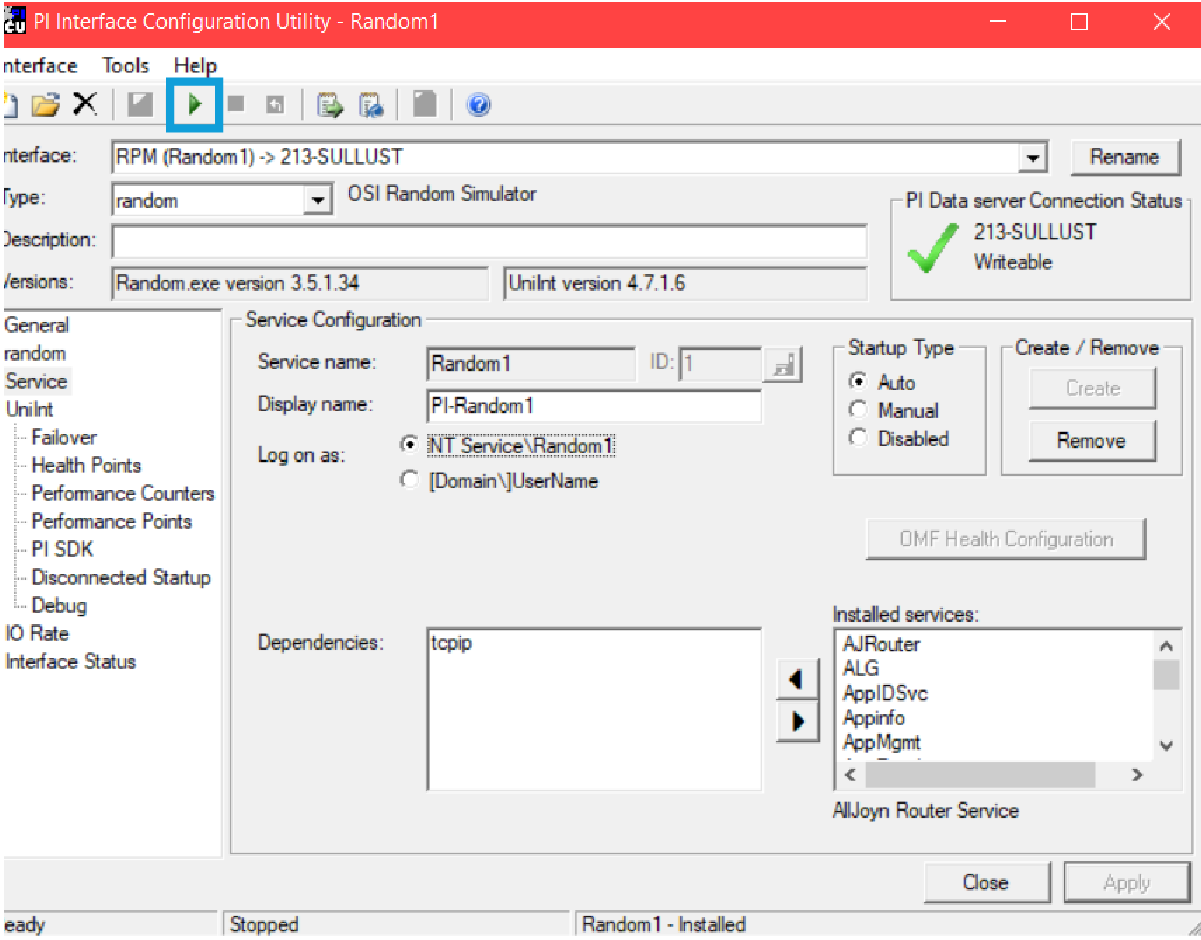 PI Interface Configuration Utility - Random1
nterface Tools Help
nterface: RPM (Random1) -> 213-SULLUST Rename
Type: random OSI Random Simulator
PI Data server Connection Status
213-SULLUST
Writeable
Description:
Versions: Random.exe version 3.5.1.34 UniInt version 4.7.1.6
General
random
Service
UniInt
Failover
Health Points
Performance Counters
Performance Points
PI SDK
Disconnected Startup
Debug
IO Rate
Interface Status
Service Configuration
Service name: Random1 ID: 1
Display name: PI-Random1
Log on as: NT Service\Random1
[Domain\]UserName
Startup Type
Auto
Manual
Disabled
Create / Remove
Create
Remove
OMF Health Configuration
Dependencies: tcpip
Installed services:
AJRouter
ALG
AppIDSvc
Appinfo
AppMgmt
AllJoyn Router Service
Close Apply
eady Stopped Random1 - Installed